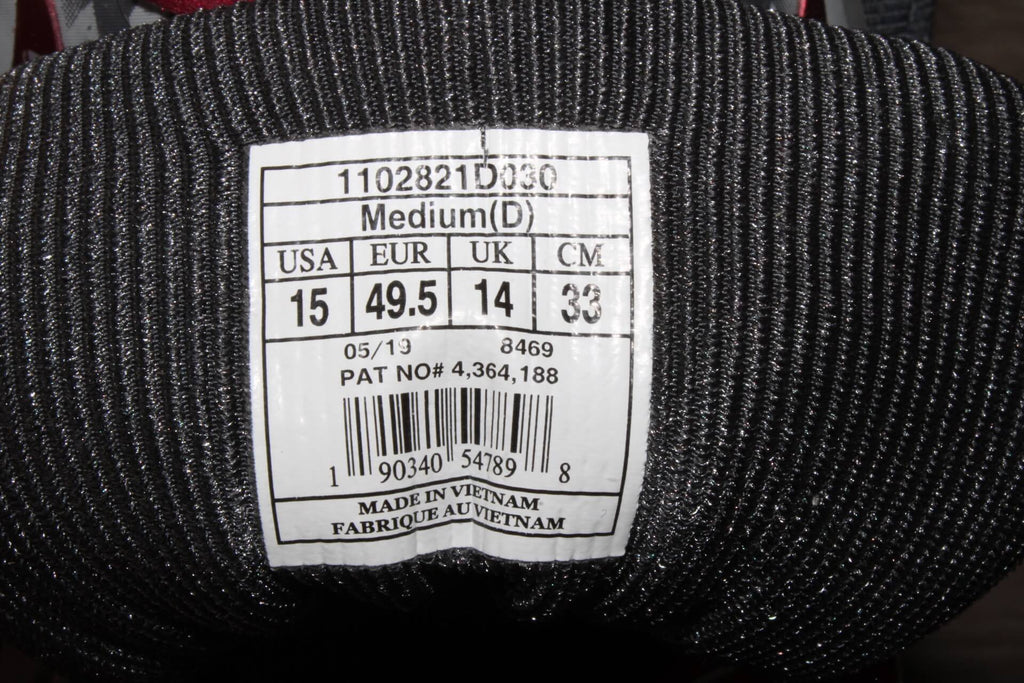 1102821D030
Medium(D)
USA EUR UK CM
15 49.5 14 33
05/19 8469
PAT NO# 4,364,188
1 90340 54789 8
MADE IN VIETNAM
FABRIQUE AU VIETNAM